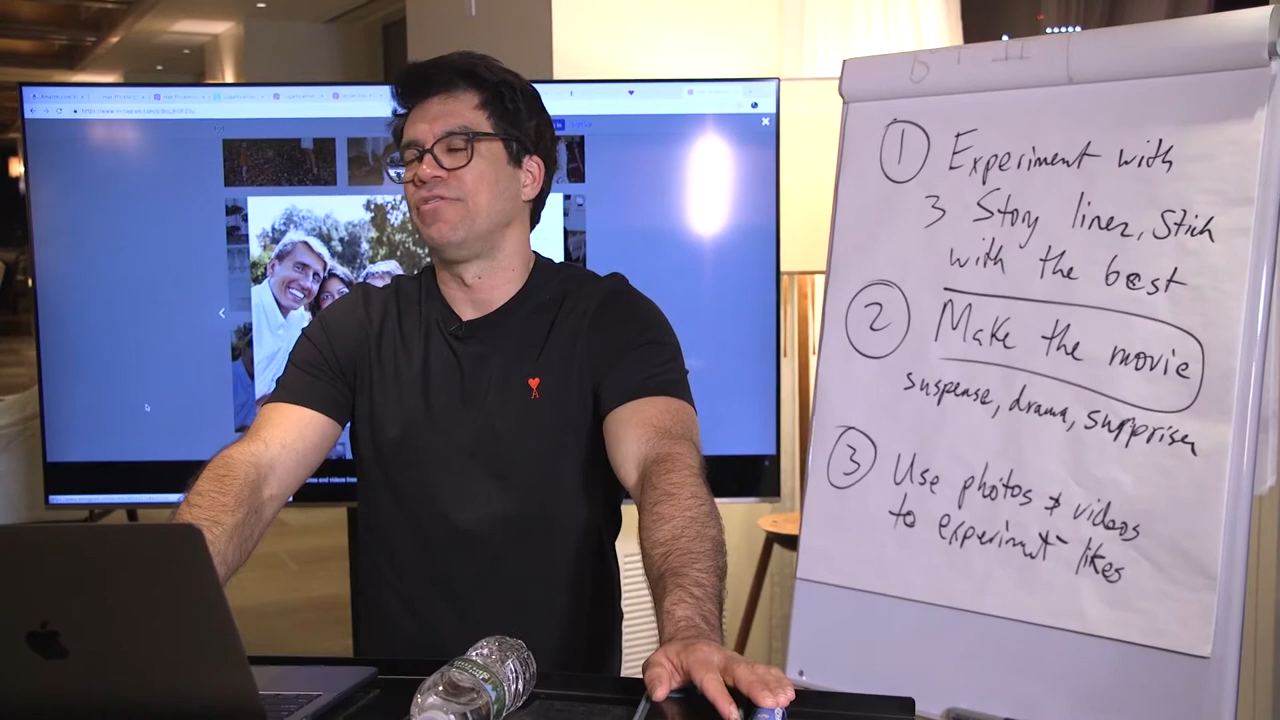 ① Experiment with
3 Story lines, Stick
with the best
② Make the movie
suspense, drama, supprises
③ Use photos & videos
to experiment likes
A